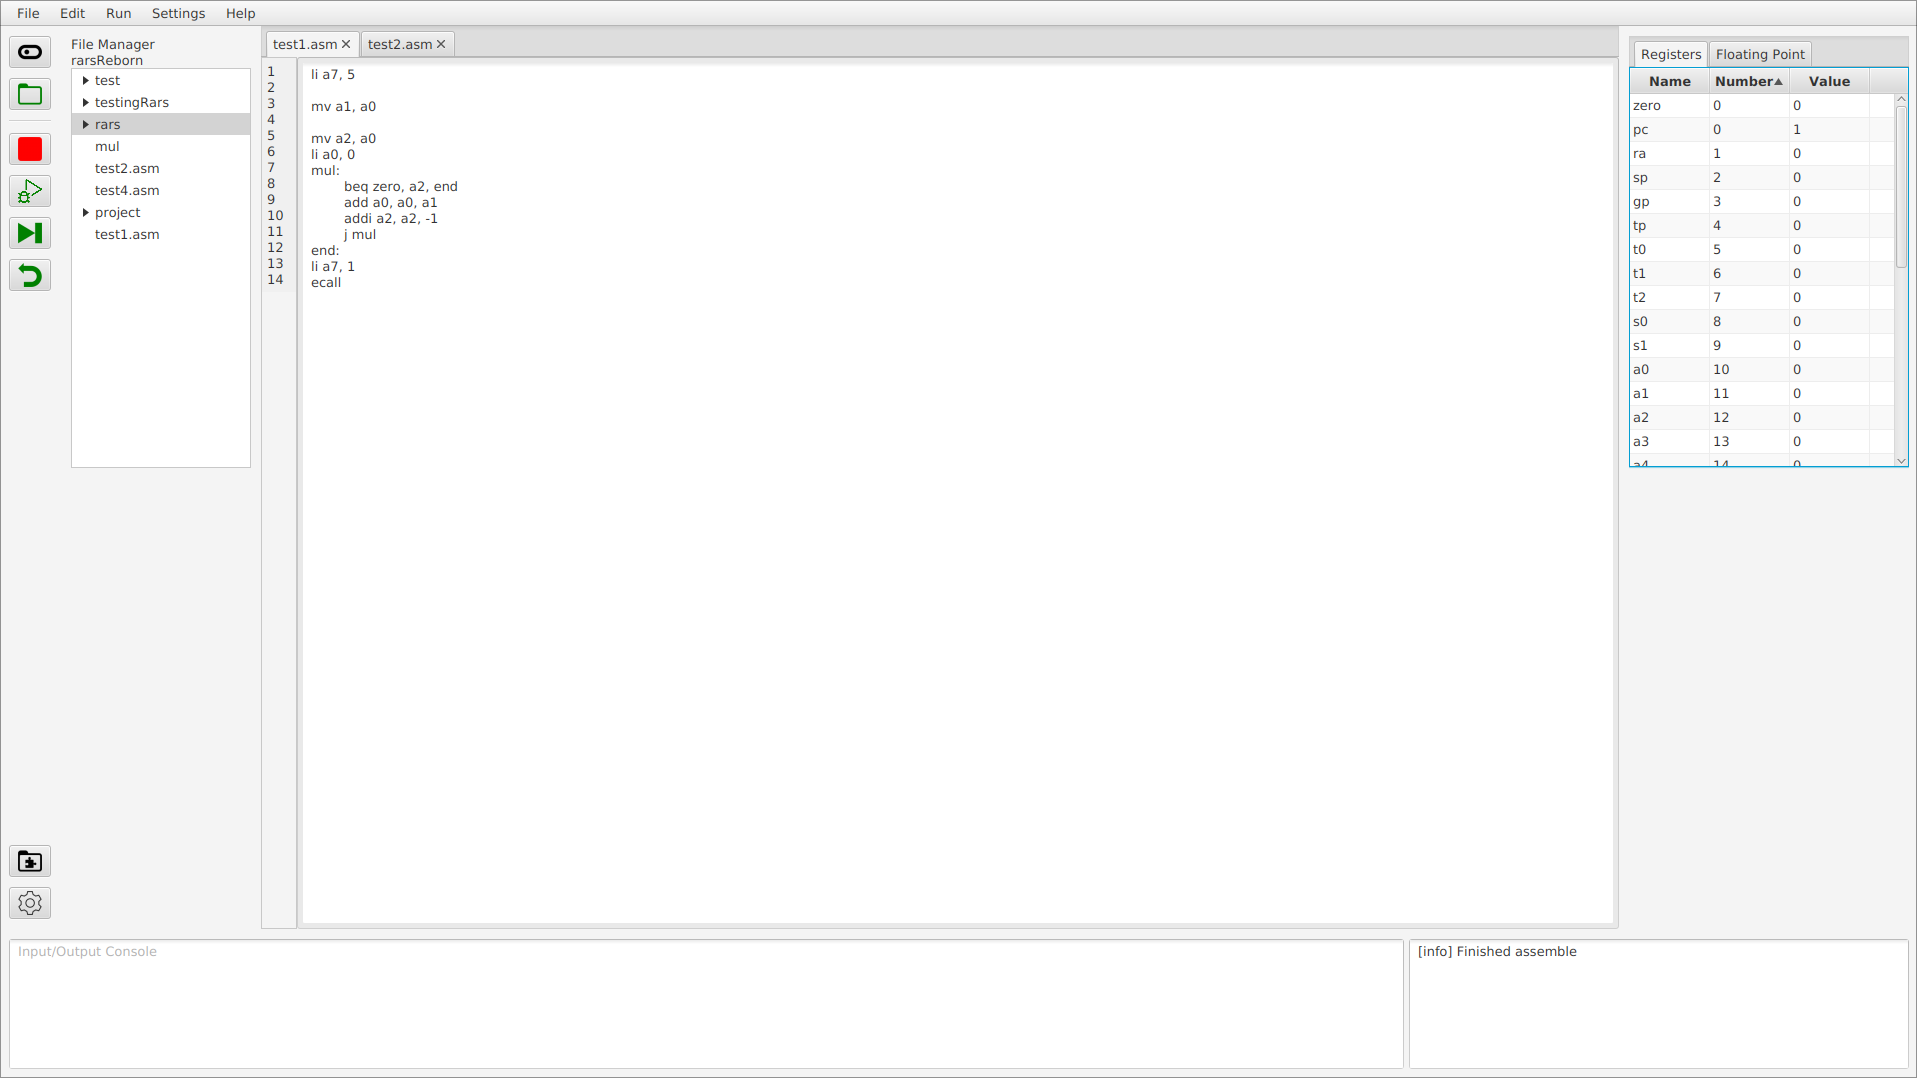 File Edit Run Settings Help
File Manager
rarsReborn
test
testingRars
rars
mul
test2.asm
test4.asm
project
test1.asm
test1.asm test2.asm
1 li a7, 5
2
3 mv a1, a0
4
5 mv a2, a0
6 li a0, 0
7 mul:
8 beq zero, a2, end
9 add a0, a0, a1
10 addi a2, a2, -1
11 j mul
12 end:
13 li a7, 1
14 ecall
Registers Floating Point
Name Number Value
zero 0 0
pc 0 1
ra 1 0
sp 2 0
gp 3 0
tp 4 0
t0 5 0
t1 6 0
t2 7 0
s0 8 0
s1 9 0
a0 10 0
a1 11 0
a2 12 0
a3 13 0
a4 14 0
Input/Output Console
[info] Finished assemble